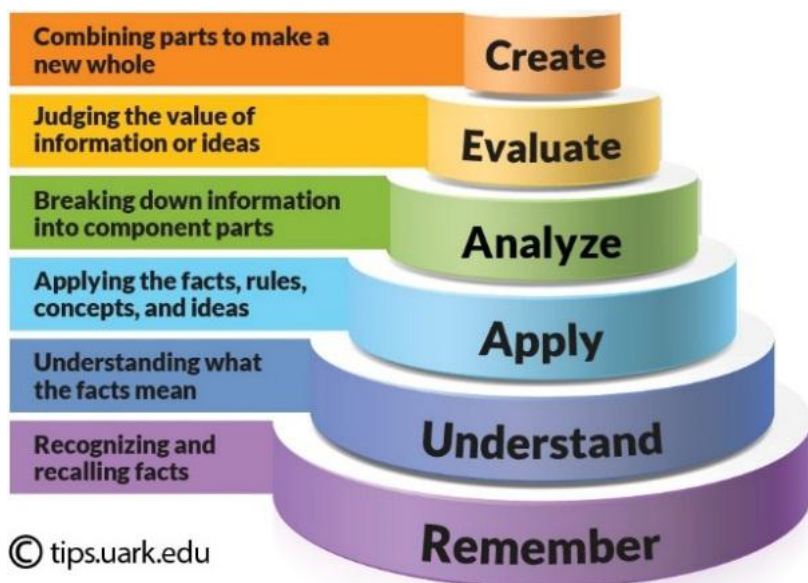 Combining parts to make a
new whole
Create
Judging the value of
information or ideas
Evaluate
Breaking down information
into component parts
Analyze
Applying the facts, rules,
concepts, and ideas
Apply
Understanding what
the facts mean
Understand
Recognizing and
recalling facts
Remember
© tips.uark.edu